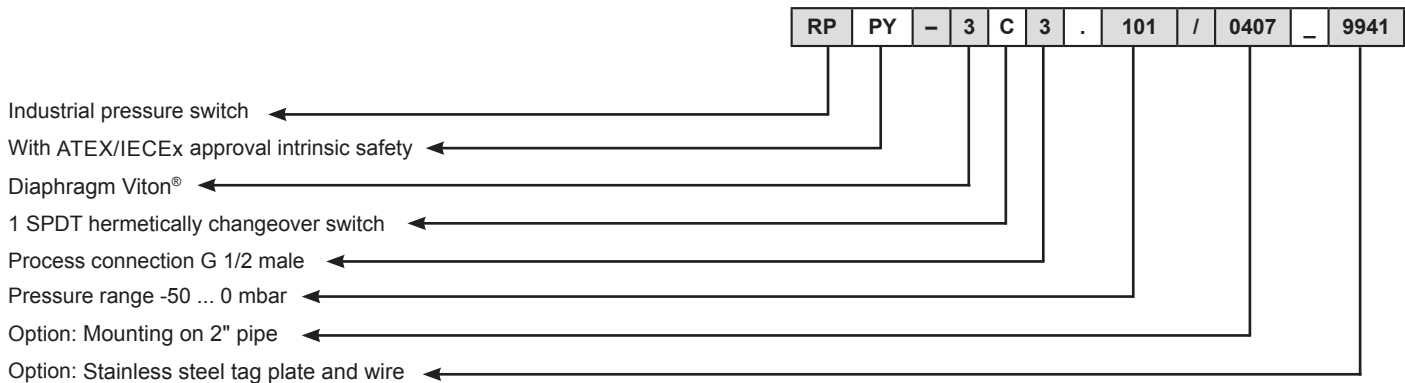 RP PY – 3 C 3 . 101 / 0407 _ 9941
Industrial pressure switch
With ATEX/IECEx approval intrinsic safety
Diaphragm Viton®
1 SPDT hermetically changeover switch
Process connection G 1/2 male
Pressure range -50 ... 0 mbar
Option: Mounting on 2" pipe
Option: Stainless steel tag plate and wire